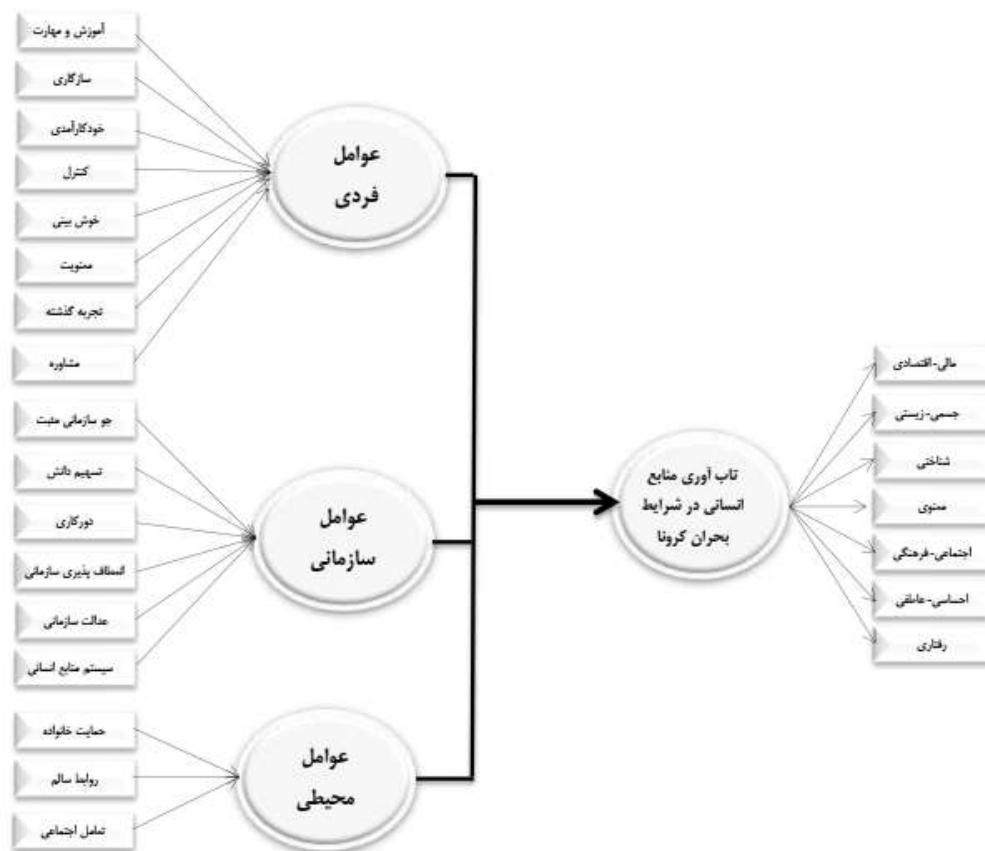 آموزش و مهارت
سازگاری
خودکارآمدی
کنترل
خوش بینی
معنویت
تجربه گذشته
مشاوره
عوامل
فردی
جو سازمانی مثبت
تسهیم دانش
دورکاری
انعطاف پذیری سازمانی
عدالت سازمانی
سیستم منابع انسانی
عوامل
سازمانی
حمایت خانواده
روابط سالم
تعامل اجتماعی
عوامل
محیطی
تاب آوری منابع
انسانی در شرایط
بحران کرونا
مالی-اقتصادی
جسمی-زیستی
شناختی
معنوی
اجتماعی-فرهنگی
احساسی-عاطفی
رفتاری